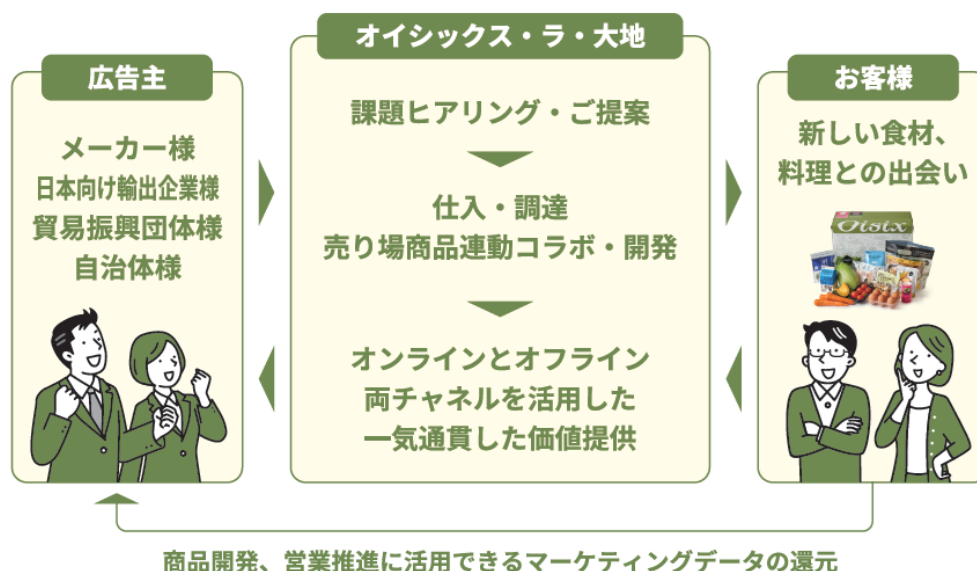 オイシックス・ラ・大地
広告主
メーカー様
日本向け輸出企業様
貿易振興団体様
自治体様
課題ヒアリング・ご提案
仕入・調達
売り場商品連動コラボ・開発
オンラインとオフライン
両チャネルを活用した
一気通貫した価値提供
お客様
新しい食材、
料理との出会い
Oisix
商品開発、営業推進に活用できるマーケティングデータの還元